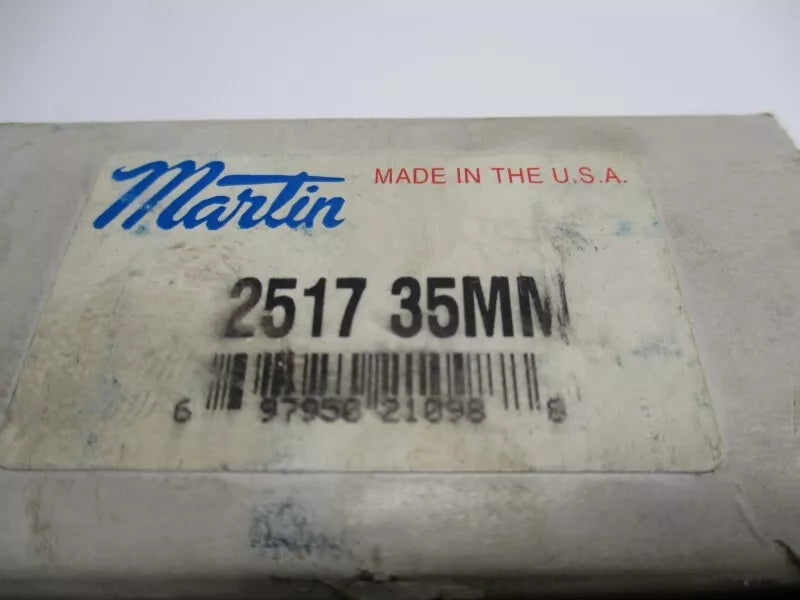 Martin MADE IN THE U.S.A.
2517 35MM
6 97950 21098 8